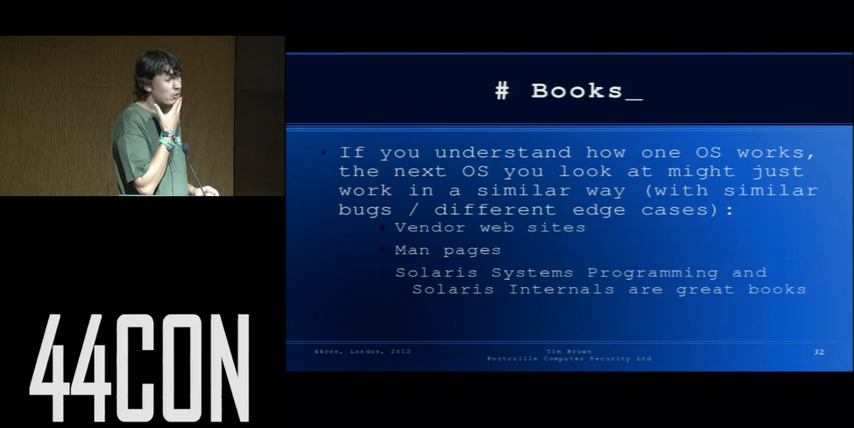 # Books_
If you understand how one OS works,
the next OS you look at might just
work in a similar way (with similar
bugs / different edge cases):
Vendor web sites
Man pages
Solaris Systems Programming and
Solaris Internals are great books
44con, London, 2012
Tim Brown
Portcullis Computer Security Ltd
32
44CON